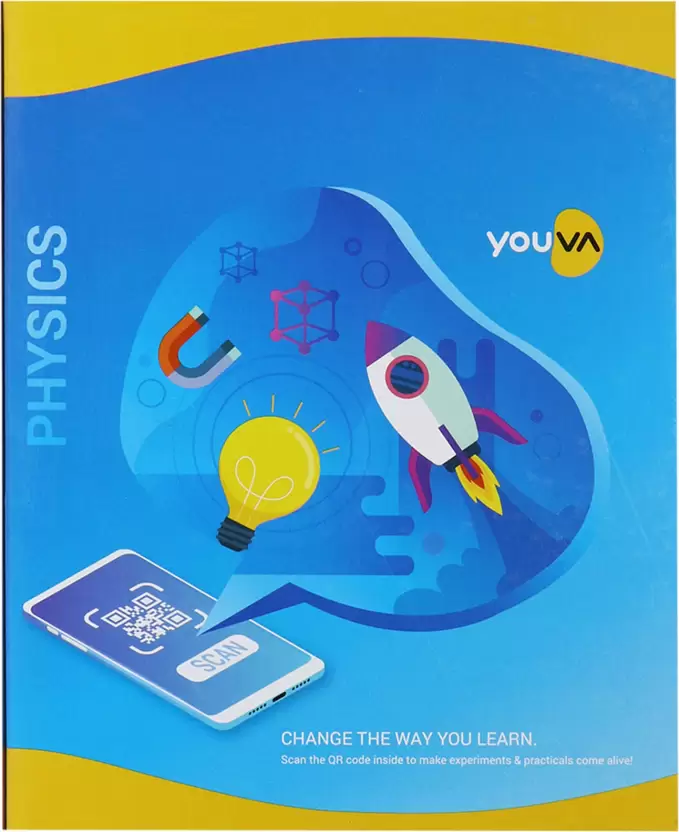 PHYSICS
youva
SCAN
CHANGE THE WAY YOU LEARN.
Scan the QR code inside to make experiments & practicals come alive!